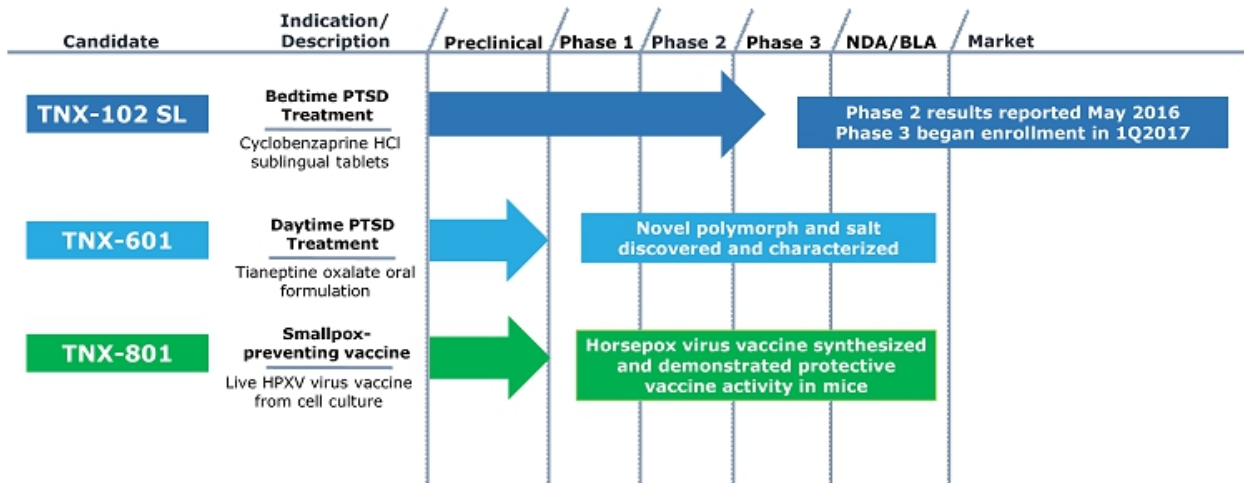 Candidate
Indication/
Description
Preclinical
Phase 1
Phase 2
Phase 3
NDA/BLA
Market
TNX-102 SL
Bedtime PTSD
Treatment
Cyclobenzaprine HCl
sublingual tablets
Phase 2 results reported May 2016
Phase 3 began enrollment in 1Q2017
TNX-601
Daytime PTSD
Treatment
Tianeptine oxalate oral
formulation
Novel polymorph and salt
discovered and characterized
TNX-801
Smallpox-
preventing vaccine
Live HPXV virus vaccine
from cell culture
Horsepox virus vaccine synthesized
and demonstrated protective
vaccine activity in mice